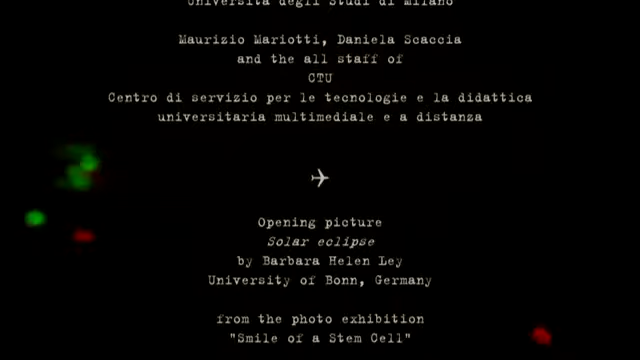 Università degli Studi di Milano
Maurizio Mariotti, Daniela Scaccia
and the all staff of
CTU
Centro di servizio per le tecnologie e la didattica
universitaria multimediale e a distanza
Opening picture
Solar eclipse
by Barbara Helen Ley
University of Bonn, Germany
from the photo exhibition
"Smile of a Stem Cell"